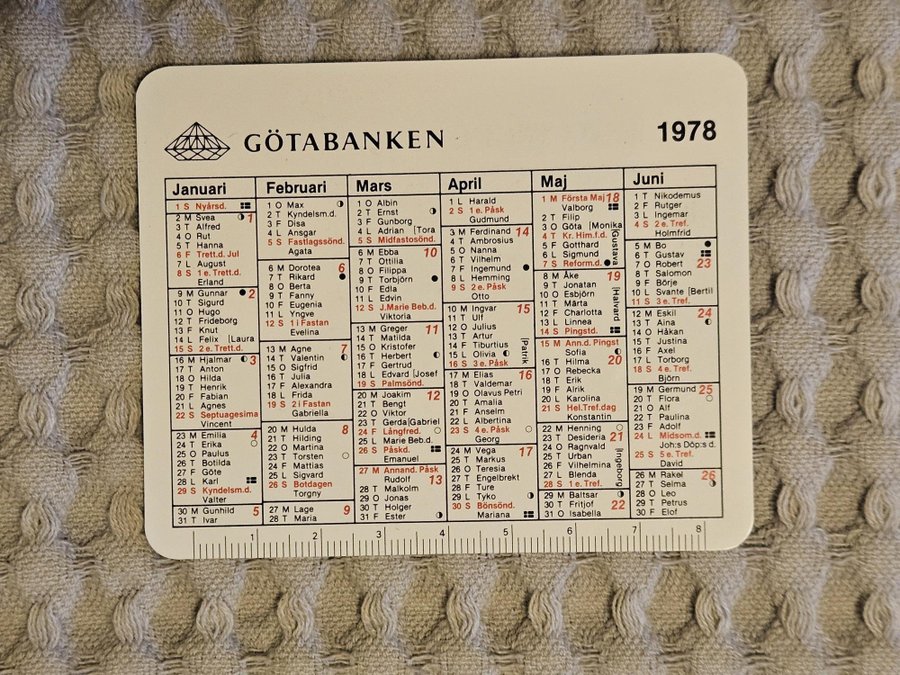 GÖTABANKEN
1978
Januari
1 S Nyårsd.
2 M Svea 1
3 T Alfred
4 O Rut
5 T Hanna
6 F Trett.d. Jul
7 L August
8 S 1 e. Trett.d.
Erland
9 M Gunnar 2
10 T Sigurd
11 O Hugo
12 T Frideborg
13 F Knut
14 L Felix [Laura
15 S 2 e. Trett.d.
16 M Hjalmar 3
17 T Anton
18 O Hilda
19 T Henrik
20 F Fabian
21 L Agnes
22 S Septuagesima
Vincent
23 M Emilia 4
24 T Erika
25 O Paulus
26 T Botilda
27 F Göte
28 L Karl
29 S Kyndelsm.d.
Valter
30 M Gunhild 5
31 T Ivar
Februari
1 O Max
2 T Kyndelsm.d.
3 F Disa
4 L Ansgar
5 S Fastlagssönd.
Agata
6 M Dorotea 6
7 T Rikard
8 O Berta
9 T Fanny
10 F Eugenia
11 L Yngve
12 S 1 i Fastan
Evelina
13 M Agne 7
14 T Valentin
15 O Sigfrid
16 T Julia
17 F Alexandra
18 L Frida
19 S 2 i Fastan
Gabriella
20 M Hulda 8
21 T Hilding
22 O Martina
23 T Torsten
24 F Mattias
25 L Sigvard
26 S Botdagen
Torgny
27 M Lage 9
28 T Maria
Mars
1 O Albin
2 T Ernst
3 F Gunborg
4 L Adrian [Tora
5 S Midfastosönd.
6 M Ebba 10
7 T Ottilia
8 O Filippa
9 T Torbjörn
10 F Edla
11 L Edvin
12 S J.Marie Beb.d.
Viktoria
13 M Greger 11
14 T Matilda
15 O Kristofer
16 T Herbert
17 F Gertrud
18 L Edvard [Josef
19 S Palmsönd.
20 M Joakim 12
21 T Bengt
22 O Viktor
23 T Gerda[Gabriel
24 F Långfred.
25 L Marie Beb.d.
26 S Påskd.
Emanuel
27 M Annand. Påsk
Rudolf 13
28 T Malkolm
29 O Jonas
30 T Holger
31 F Ester
April
1 L Harald
2 S 1 e. Påsk
Gudmund
3 M Ferdinand 14
4 T Ambrosius
5 O Nanna
6 T Vilhelm
7 F Ingemund
8 L Hemming
9 S 2 e. Påsk
Otto
10 M Ingvar 15
11 T Ulf
12 O Julius
13 T Artur
14 F Tiburtius
15 L Olivia
[Patrik
16 S 3 e. Påsk
17 M Elias 16
18 T Valdemar
19 O Olavus Petri
20 T Amalia
21 F Anselm
22 L Albertina
23 S 4 e. Påsk
Georg
24 M Vega 17
25 T Markus
26 O Teresia
27 T Engelbrekt
28 F Ture
29 L Tyko
30 S Bönsönd.
Mariana
Maj
1 M Första Maj 18
Valborg
2 T Filip
3 O Göta [Monika
4 T Kr. Him.f.d.
5 F Gotthard
6 L Sigmund
[Gustava
7 S Reform.d.
8 M Åke 19
9 T Jonatan
10 O Esbjörn
11 T Märta
12 F Charlotta
13 L Linnea
[Halvard
14 S Pingstd.
15 M Ann.d. Pingst
Sofia 20
16 T Hilma
17 O Rebecka
18 T Erik
19 F Alrik
20 L Karolina
21 S Hel.Tref.dag
Konstantin
22 M Henning
23 T Desideria 21
24 O Ragnvald
25 T Urban
26 F Vilhelmina
27 L Blenda
[Ingeborg
28 S 1 e. Tref.
29 M Baltsar
30 T Fritjof 22
31 O Isabella
Juni
1 T Nikodemus
2 F Rutger
3 L Ingemar
4 S 2 e. Tref.
Holmfrid
5 M Bo
6 T Gustav
7 O Robert 23
8 T Salomon
9 F Börje
10 L Svante [Bertil
11 S 3 e. Tref.
12 M Eskil 24
13 T Aina
14 O Håkan
15 T Justina
16 F Axel
17 L Torborg
18 S 4 e. Tref.
Björn
19 M Germund 25
20 T Flora
21 O Alf
22 T Paulina
23 F Adolf
24 L Midsom.d.
Joh:s Döp:s d.
25 S 5 e. Tref.
David
26 M Rakel 26
27 T Selma
28 O Leo
29 T Petrus
30 F Elof
1 2 3 4 5 6 7 8